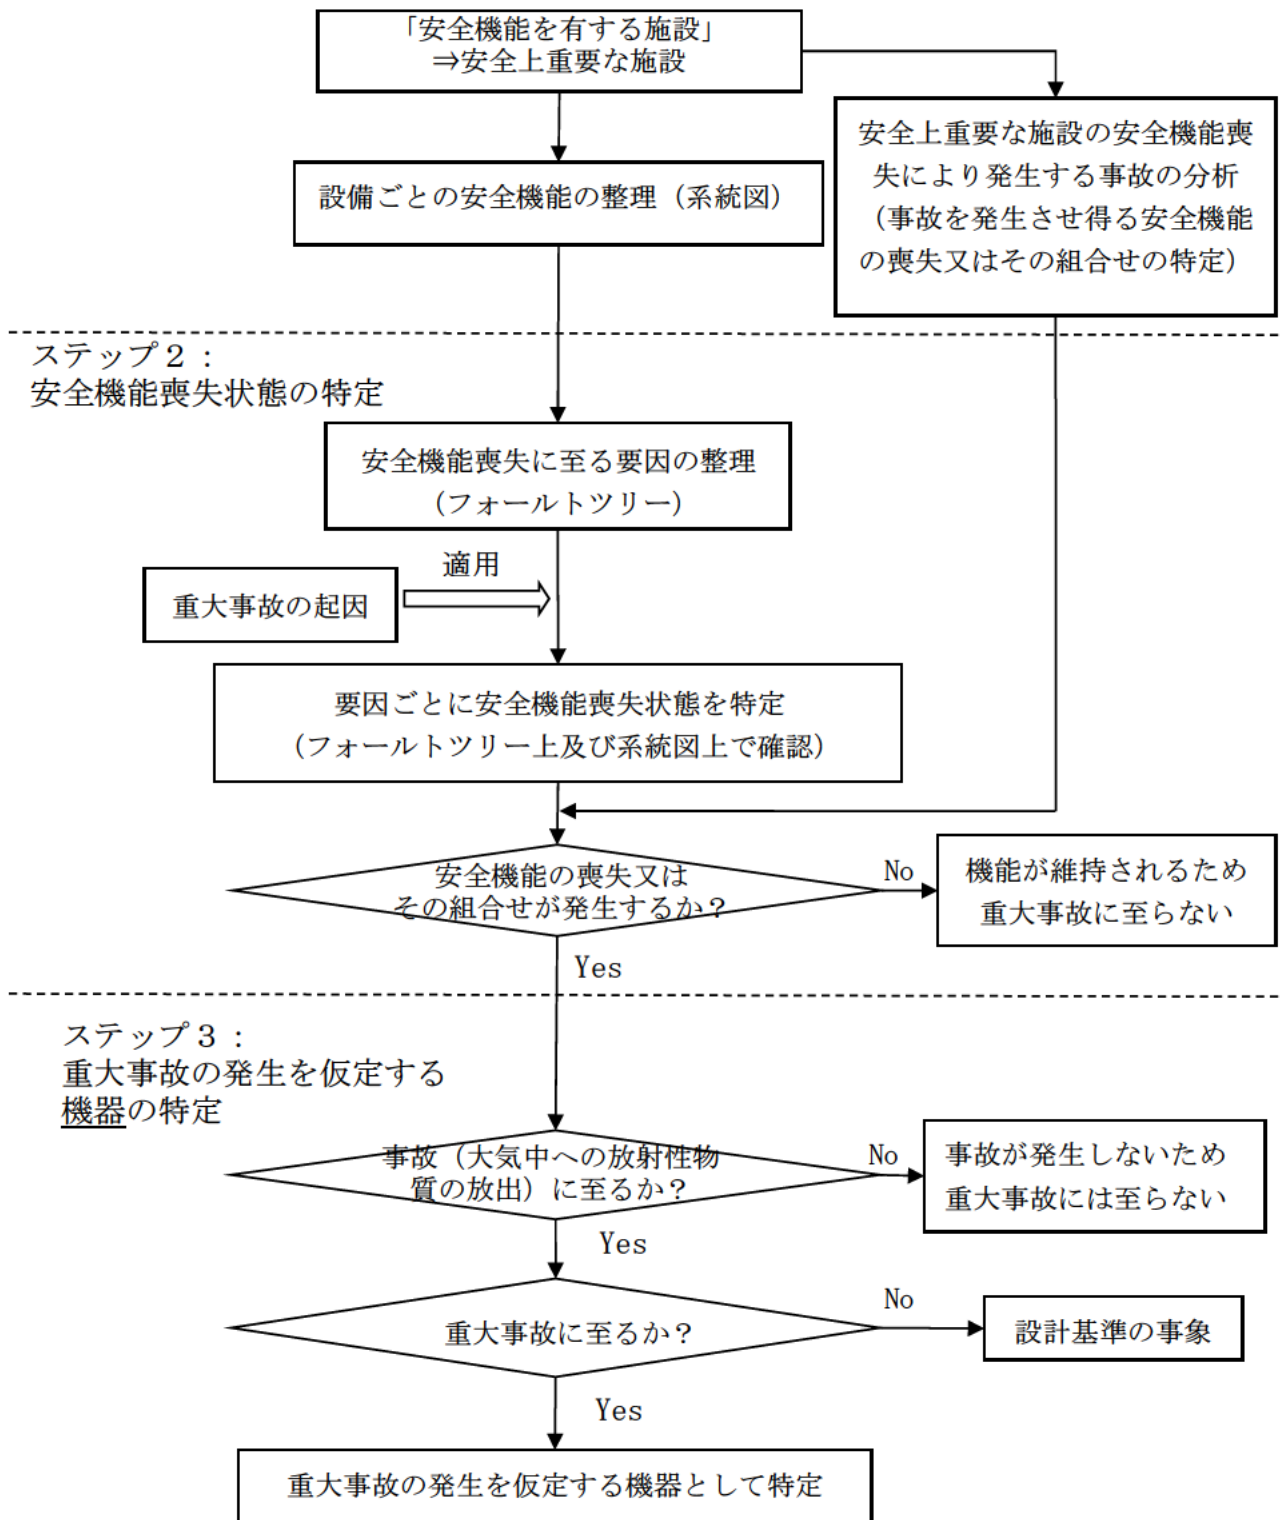 「安全機能を有する施設」
⇒安全上重要な施設
設備ごとの安全機能の整理（系統図）
安全上重要な施設の安全機能喪
失により発生する事故の分析
（事故を発生させ得る安全機能
の喪失又はその組合せの特定）
ステップ２：
安全機能喪失状態の特定
安全機能喪失に至る要因の整理
（フォールトツリー）
適用
重大事故の起因
要因ごとに安全機能喪失状態を特定
（フォールトツリー上及び系統図上で確認）
安全機能の喪失又は
その組合せが発生するか？
No
機能が維持されるため
重大事故に至らない
Yes
ステップ３：
重大事故の発生を仮定する
機器の特定
事故（大気中への放射性物
質の放出）に至るか？
No
事故が発生しないため
重大事故には至らない
Yes
重大事故に至るか？
No
設計基準の事象
Yes
重大事故の発生を仮定する機器として特定